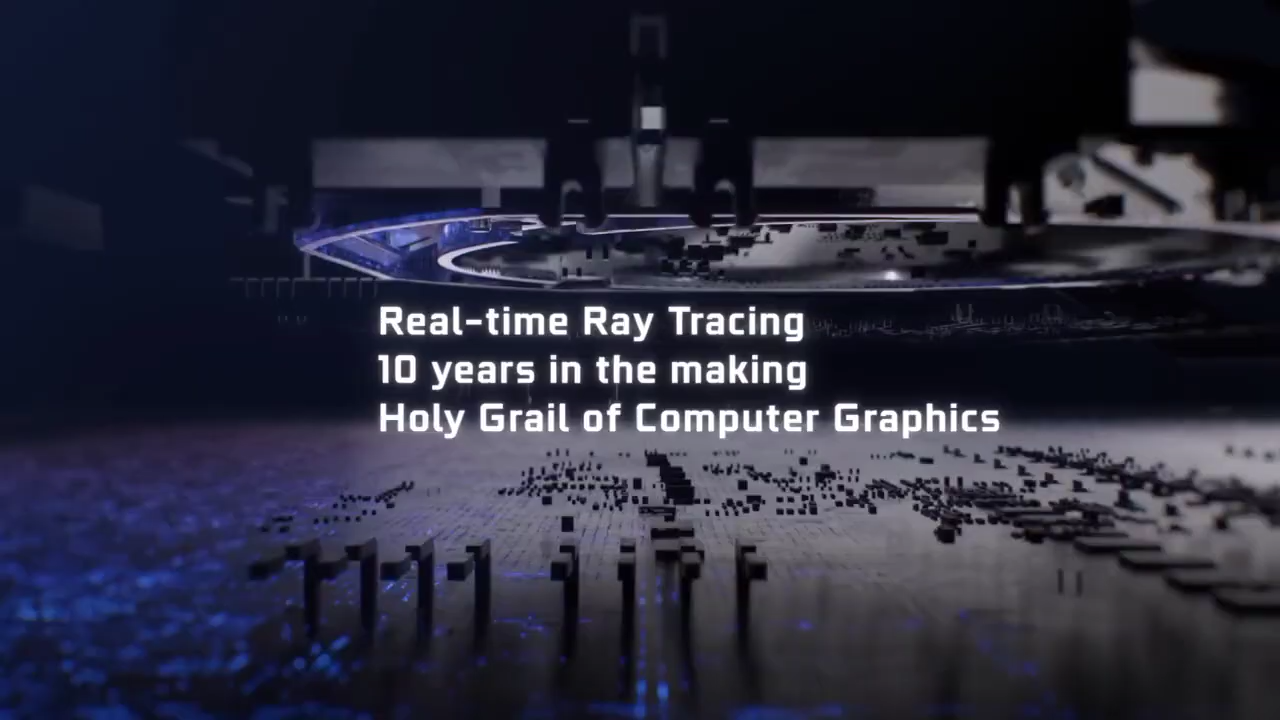 Real-time Ray Tracing
10 years in the making
Holy Grail of Computer Graphics